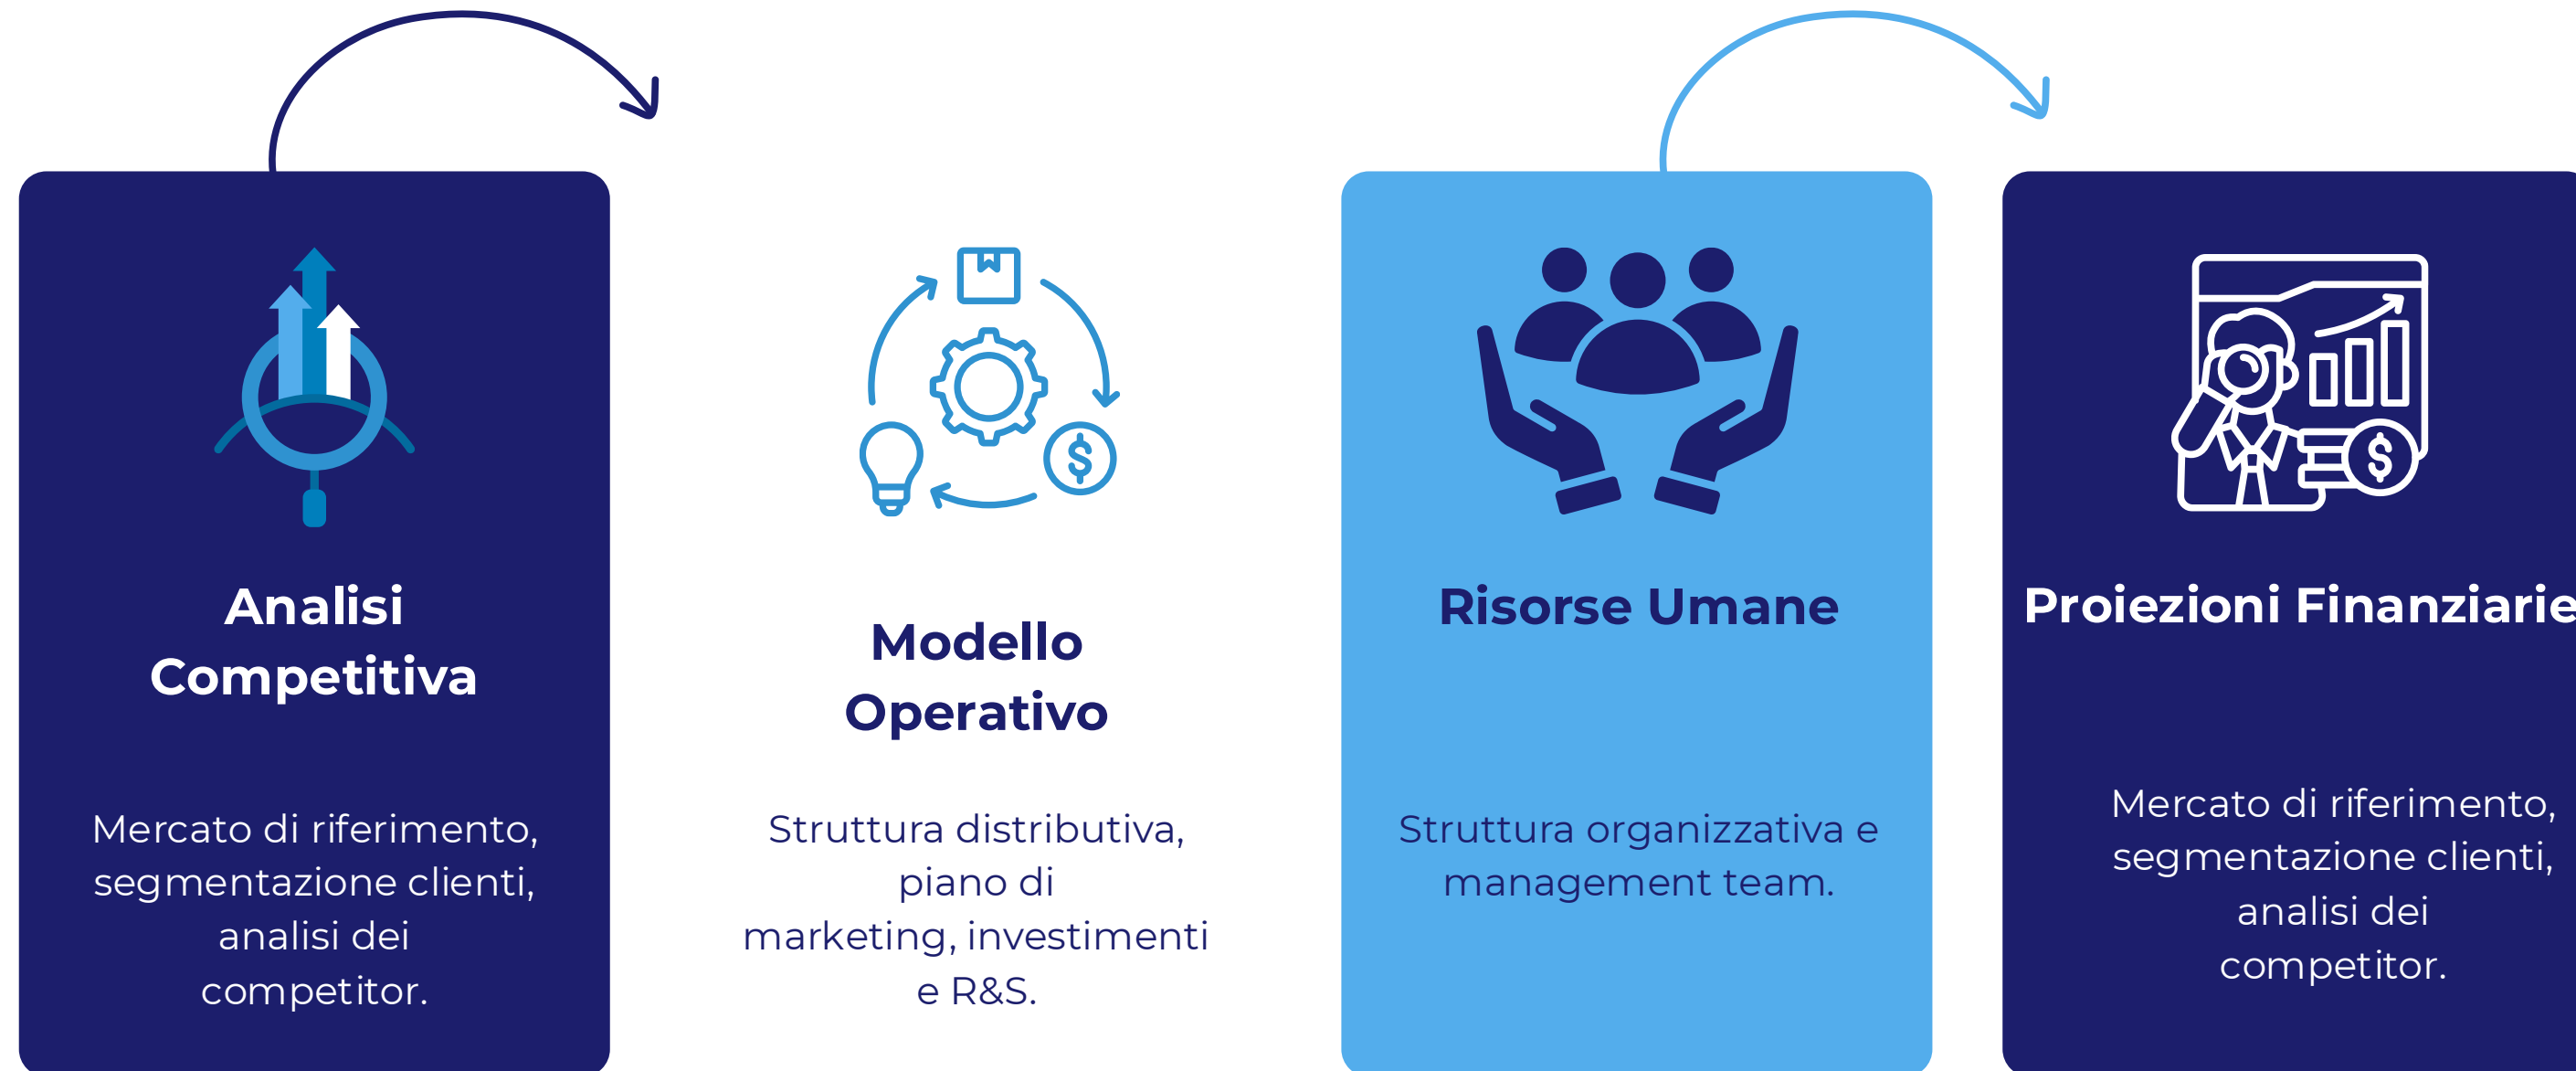 Analisi
Competitiva
Mercato di riferimento,
segmentazione clienti,
analisi dei
competitor.
Modello
Operativo
Struttura distributiva,
piano di
marketing, investimenti
e R&S.
Risorse Umane
Struttura organizzativa e
management team.
Proiezioni Finanziarie
Mercato di riferimento,
segmentazione clienti,
analisi dei
competitor.